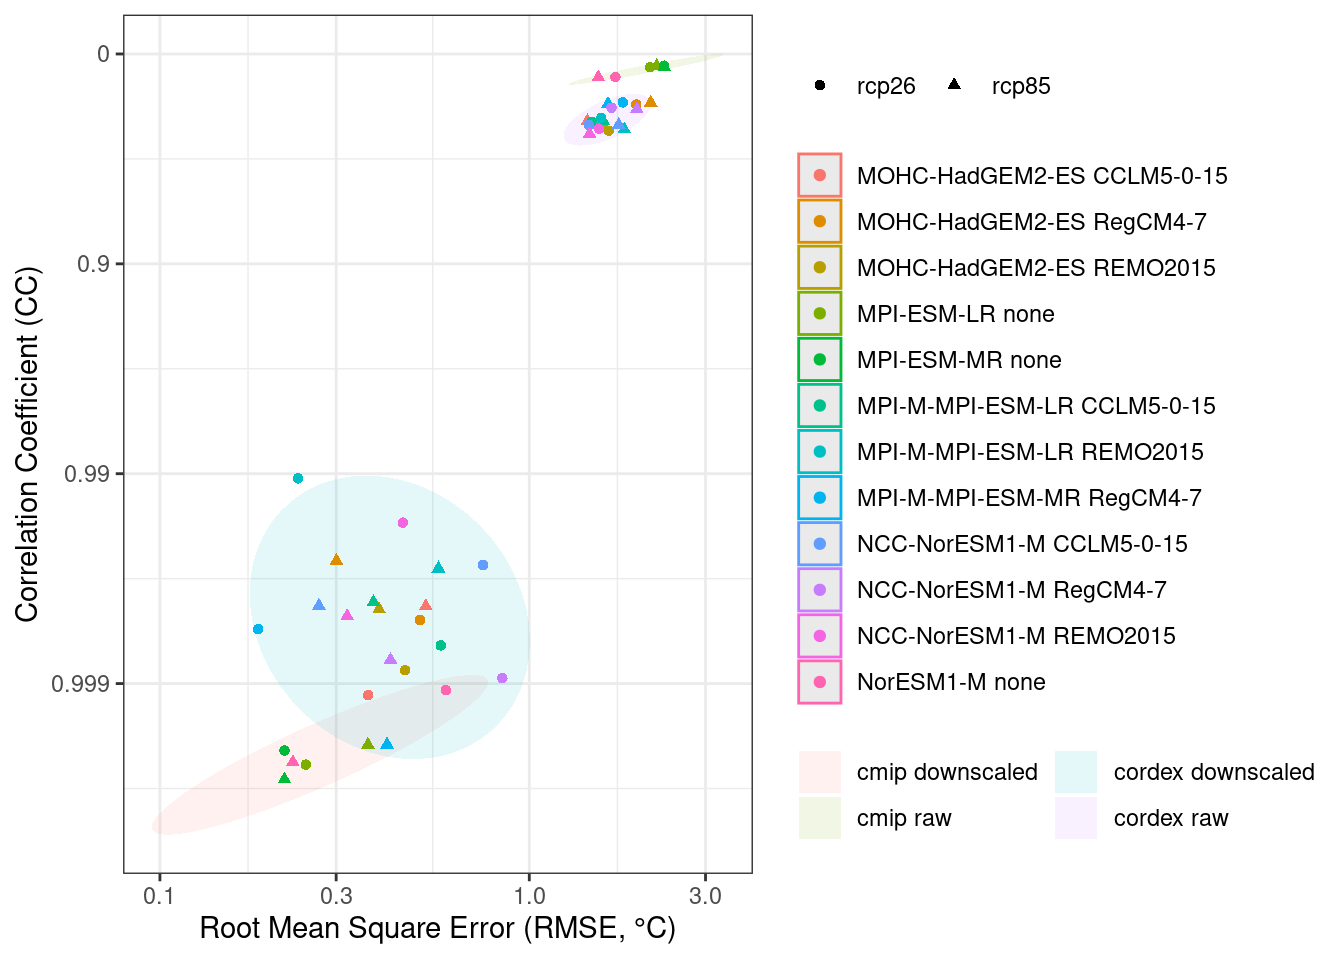 0
0.9
0.99
0.999
Correlation Coefficient (CC)
0.1 0.3 1.0 3.0
Root Mean Square Error (RMSE, °C)
rcp26 rcp85
MOHC-HadGEM2-ES CCLM5-0-15
MOHC-HadGEM2-ES RegCM4-7
MOHC-HadGEM2-ES REMO2015
MPI-ESM-LR none
MPI-ESM-MR none
MPI-M-MPI-ESM-LR CCLM5-0-15
MPI-M-MPI-ESM-LR REMO2015
MPI-M-MPI-ESM-MR RegCM4-7
NCC-NorESM1-M CCLM5-0-15
NCC-NorESM1-M RegCM4-7
NCC-NorESM1-M REMO2015
NorESM1-M none
cmip downscaled cordex downscaled
cmip raw cordex raw